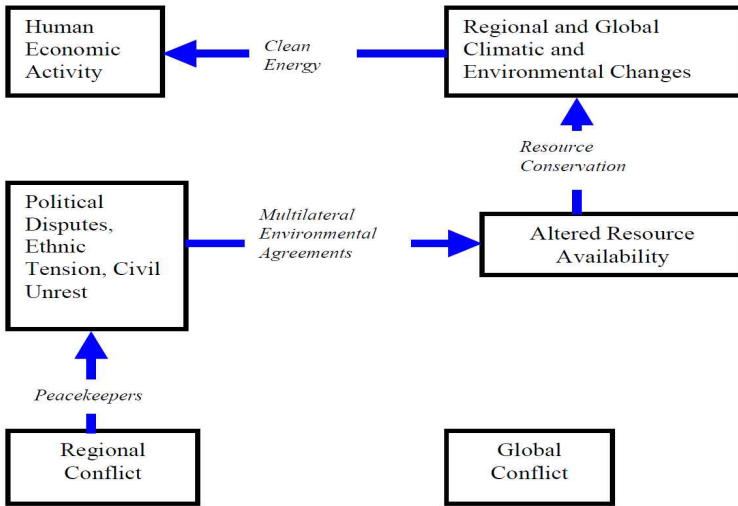 Human
Economic
Activity
Clean
Energy
Regional and Global
Climatic and
Environmental Changes
Resource
Conservation
Political
Disputes,
Ethnic
Tension, Civil
Unrest
Multilateral
Environmental
Agreements
Altered Resource
Availability
Peacekeepers
Regional
Conflict
Global
Conflict